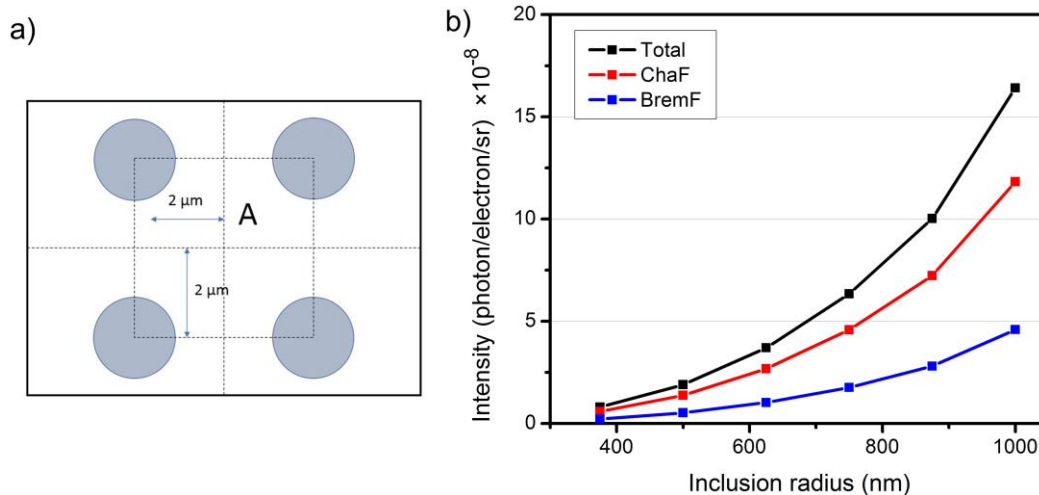 a)
2 μm
A
2 μm
b)
Intensity (photon/electron/sr) ×10⁻⁸
20
15
10
5
0
Total
ChaF
BremF
400
600
800
1000
Inclusion radius (nm)